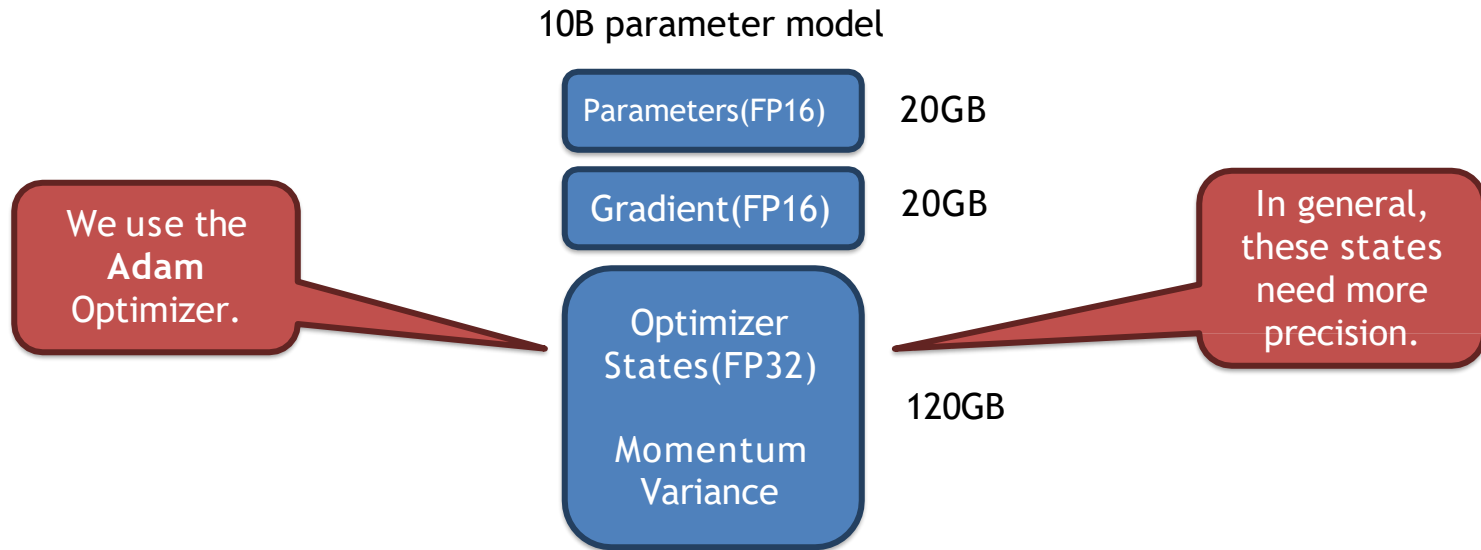 10B parameter model
Parameters(FP16)
20GB
Gradient(FP16)
20GB
We use the
Adam
Optimizer.
Optimizer
States(FP32)
Momentum
Variance
120GB
In general,
these states
need more
precision.